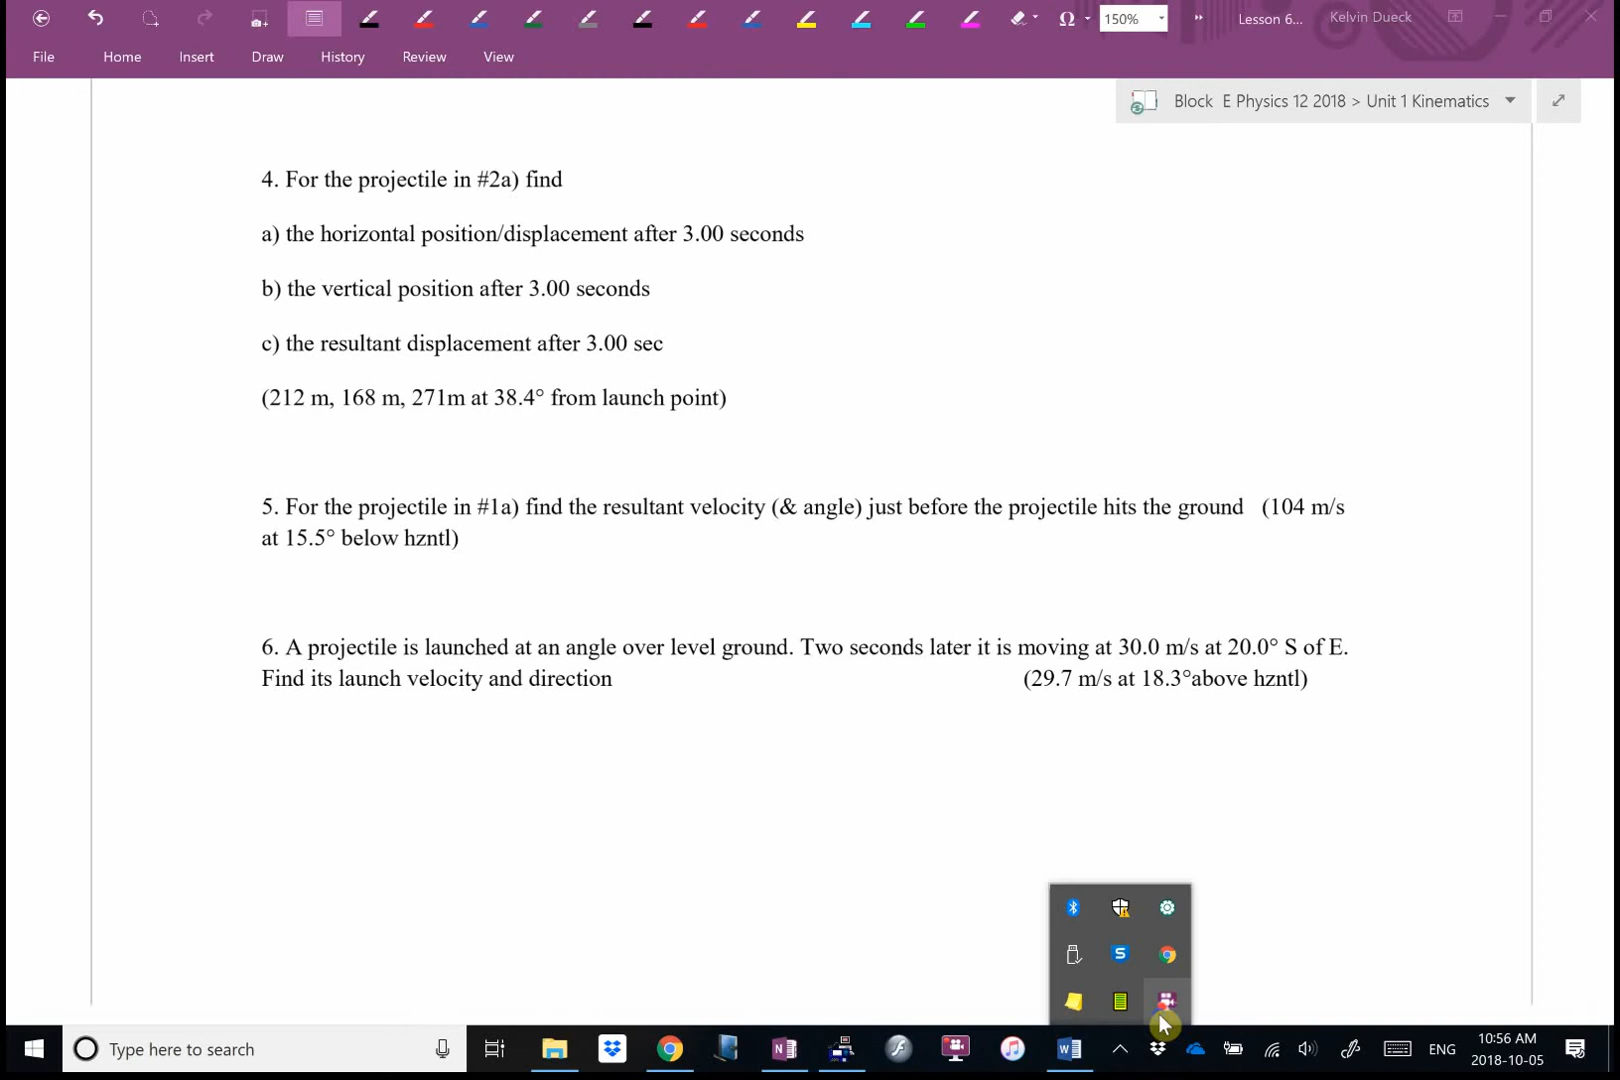 150%
Lesson 6...
Kelvin Dueck
File
Home
Insert
Draw
History
Review
View
Block  E Physics 12 2018 > Unit 1 Kinematics
4. For the projectile in #2a) find
a) the horizontal position/displacement after 3.00 seconds
b) the vertical position after 3.00 seconds
c) the resultant displacement after 3.00 sec
(212 m, 168 m, 271m at 38.4° from launch point)
5. For the projectile in #1a) find the resultant velocity (& angle) just before the projectile hits the ground   (104 m/s
at 15.5° below hzntl)
6. A projectile is launched at an angle over level ground. Two seconds later it is moving at 30.0 m/s at 20.0° S of E.
Find its launch velocity and direction (29.7 m/s at 18.3°above hzntl)
Type here to search
ENG
10:56 AM
2018-10-05